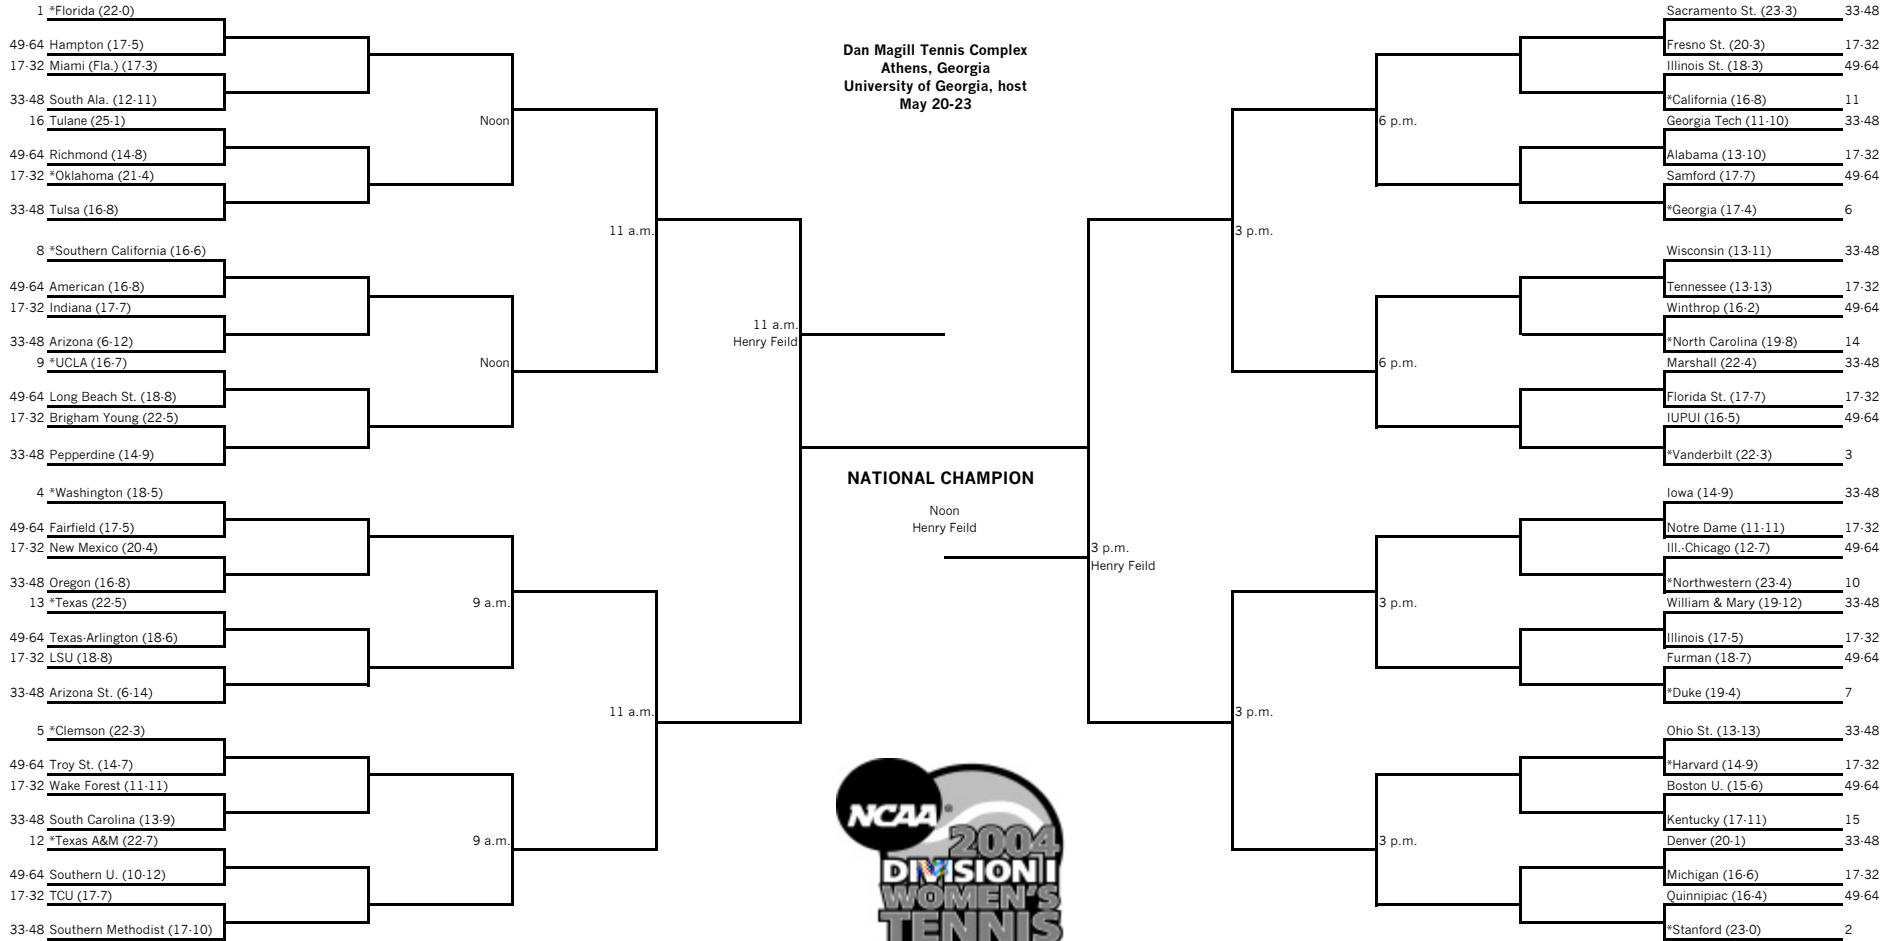 1 *Florida (22-0)
49-64 Hampton (17-5)
17-32 Miami (Fla.) (17-3)
33-48 South Ala. (12-11)
16 Tulane (25-1)
49-64 Richmond (14-8)
17-32 *Oklahoma (21-4)
33-48 Tulsa (16-8)
8 *Southern California (16-6)
49-64 American (16-8)
17-32 Indiana (17-7)
33-48 Arizona (6-12)
9 *UCLA (16-7)
49-64 Long Beach St. (18-8)
17-32 Brigham Young (22-5)
33-48 Pepperdine (14-9)
4 *Washington (18-5)
49-64 Fairfield (17-5)
17-32 New Mexico (20-4)
33-48 Oregon (16-8)
13 *Texas (22-5)
49-64 Texas-Arlington (18-6)
17-32 LSU (18-8)
33-48 Arizona St. (6-14)
5 *Clemson (22-3)
49-64 Troy St. (14-7)
17-32 Wake Forest (11-11)
33-48 South Carolina (13-9)
12 *Texas A&M (22-7)
49-64 Southern U. (10-12)
17-32 TCU (17-7)
33-48 Southern Methodist (17-10)
Noon
Noon
9 a.m.
9 a.m.
11 a.m.
11 a.m.
11 a.m.
Henry Feild
Dan Magill Tennis Complex
Athens, Georgia
University of Georgia, host
May 20-23
NATIONAL CHAMPION
Noon
Henry Feild
NCAA ®
2004
DIVISION I
WOMEN'S
TENNIS
3 p.m.
Henry Feild
3 p.m.
3 p.m.
6 p.m.
6 p.m.
3 p.m.
3 p.m.
Sacramento St. (23-3) 33-48
Fresno St. (20-3) 17-32
Illinois St. (18-3) 49-64
*California (16-8) 11
Georgia Tech (11-10) 33-48
Alabama (13-10) 17-32
Samford (17-7) 49-64
*Georgia (17-4) 6
Wisconsin (13-11) 33-48
Tennessee (13-13) 17-32
Winthrop (16-2) 49-64
*North Carolina (19-8) 14
Marshall (22-4) 33-48
Florida St. (17-7) 17-32
IUPUI (16-5) 49-64
*Vanderbilt (22-3) 3
Iowa (14-9) 33-48
Notre Dame (11-11) 17-32
Ill.-Chicago (12-7) 49-64
*Northwestern (23-4) 10
William & Mary (19-12) 33-48
Illinois (17-5) 17-32
Furman (18-7) 49-64
*Duke (19-4) 7
Ohio St. (13-13) 33-48
*Harvard (14-9) 17-32
Boston U. (15-6) 49-64
Kentucky (17-11) 15
Denver (20-1) 33-48
Michigan (16-6) 17-32
Quinnipiac (16-4) 49-64
*Stanford (23-0) 2